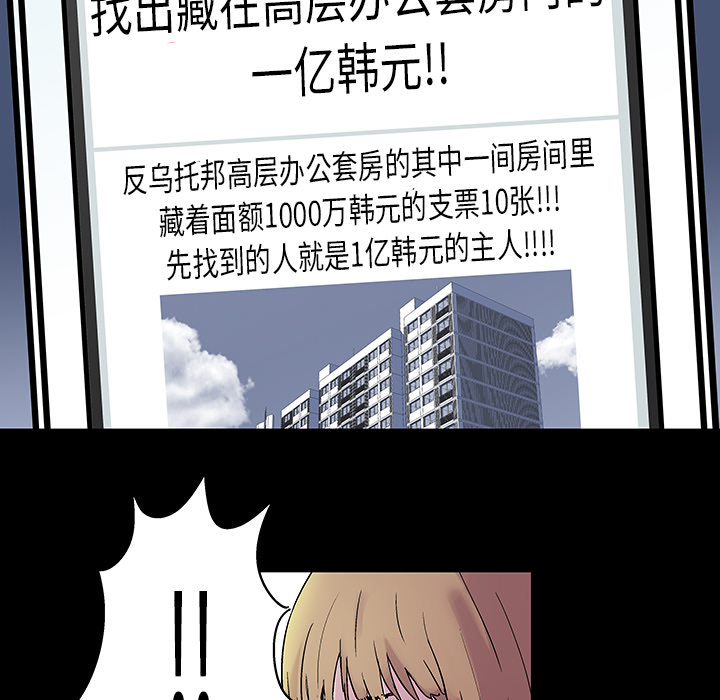 找出藏在高层办公套房间的
一亿韩元!!
反乌托邦高层办公套房的其中一间房间里
藏着面额1000万韩元的支票10张!!!
先找到的人就是1亿韩元的主人!!!!
!!